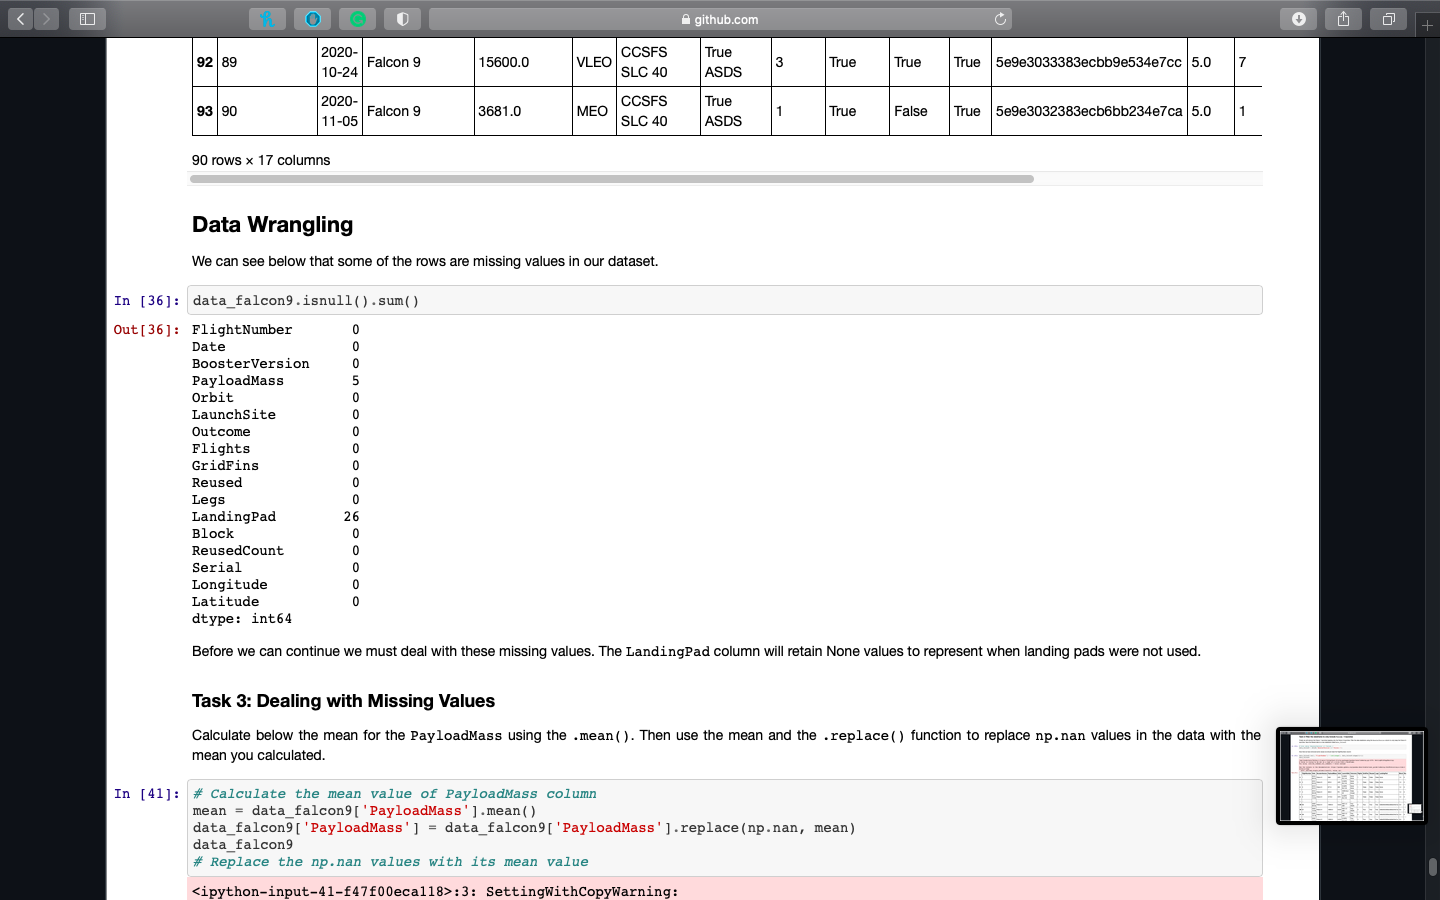 github.com
92 89 2020-10-24 Falcon 9 15600.0 VLEO CCSFS SLC 40 True ASDS 3 True True True 5e9e3033383ecbb9e534e7cc 5.0 7
93 90 2020-11-05 Falcon 9 3681.0 MEO CCSFS SLC 40 True ASDS 1 True False True 5e9e3032383ecb6bb234e7ca 5.0 1
90 rows × 17 columns
Data Wrangling
We can see below that some of the rows are missing values in our dataset.
In [36]: data_falcon9.isnull().sum()
Out[36]: FlightNumber 0
Date 0
BoosterVersion 0
PayloadMass 5
Orbit 0
LaunchSite 0
Outcome 0
Flights 0
GridFins 0
Reused 0
Legs 0
LandingPad 26
Block 0
ReusedCount 0
Serial 0
Longitude 0
Latitude 0
dtype: int64
Before we can continue we must deal with these missing values. The LandingPad column will retain None values to represent when landing pads were not used.
Task 3: Dealing with Missing Values
Calculate below the mean for the PayloadMass using the .mean(). Then use the mean and the .replace() function to replace np.nan values in the data with the
mean you calculated.
In [41]: # Calculate the mean value of PayloadMass column
mean = data_falcon9['PayloadMass'].mean()
data_falcon9['PayloadMass'] = data_falcon9['PayloadMass'].replace(np.nan, mean)
data_falcon9
# Replace the np.nan values with its mean value
<ipython-input-41-f47f00eca118>:3: SettingWithCopyWarning: